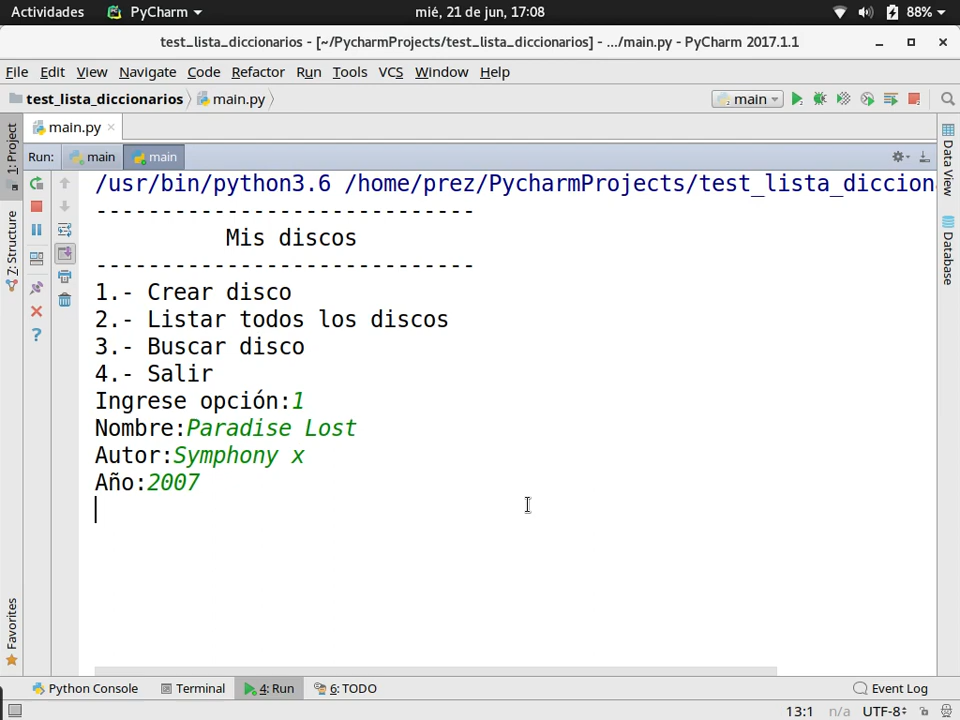 Actividades PyCharm mié, 21 de jun, 17:08 88%
test_lista_diccionarios - [~/PycharmProjects/test_lista_diccionarios] - .../main.py - PyCharm 2017.1.1
File Edit View Navigate Code Refactor Run Tools VCS Window Help
test_lista_diccionarios main.py main
main.py
Run: main main
1: Project
7: Structure
Favorites
Data View
Database
/usr/bin/python3.6 /home/prez/PycharmProjects/test_lista_diccion
-----------------------------
Mis discos
-----------------------------
1.- Crear disco
2.- Listar todos los discos
3.- Buscar disco
4.- Salir
Ingrese opción:1
Nombre:Paradise Lost
Autor:Symphony x
Año:2007
Python Console Terminal 4: Run 6: TODO Event Log
13:1 n/a UTF-8